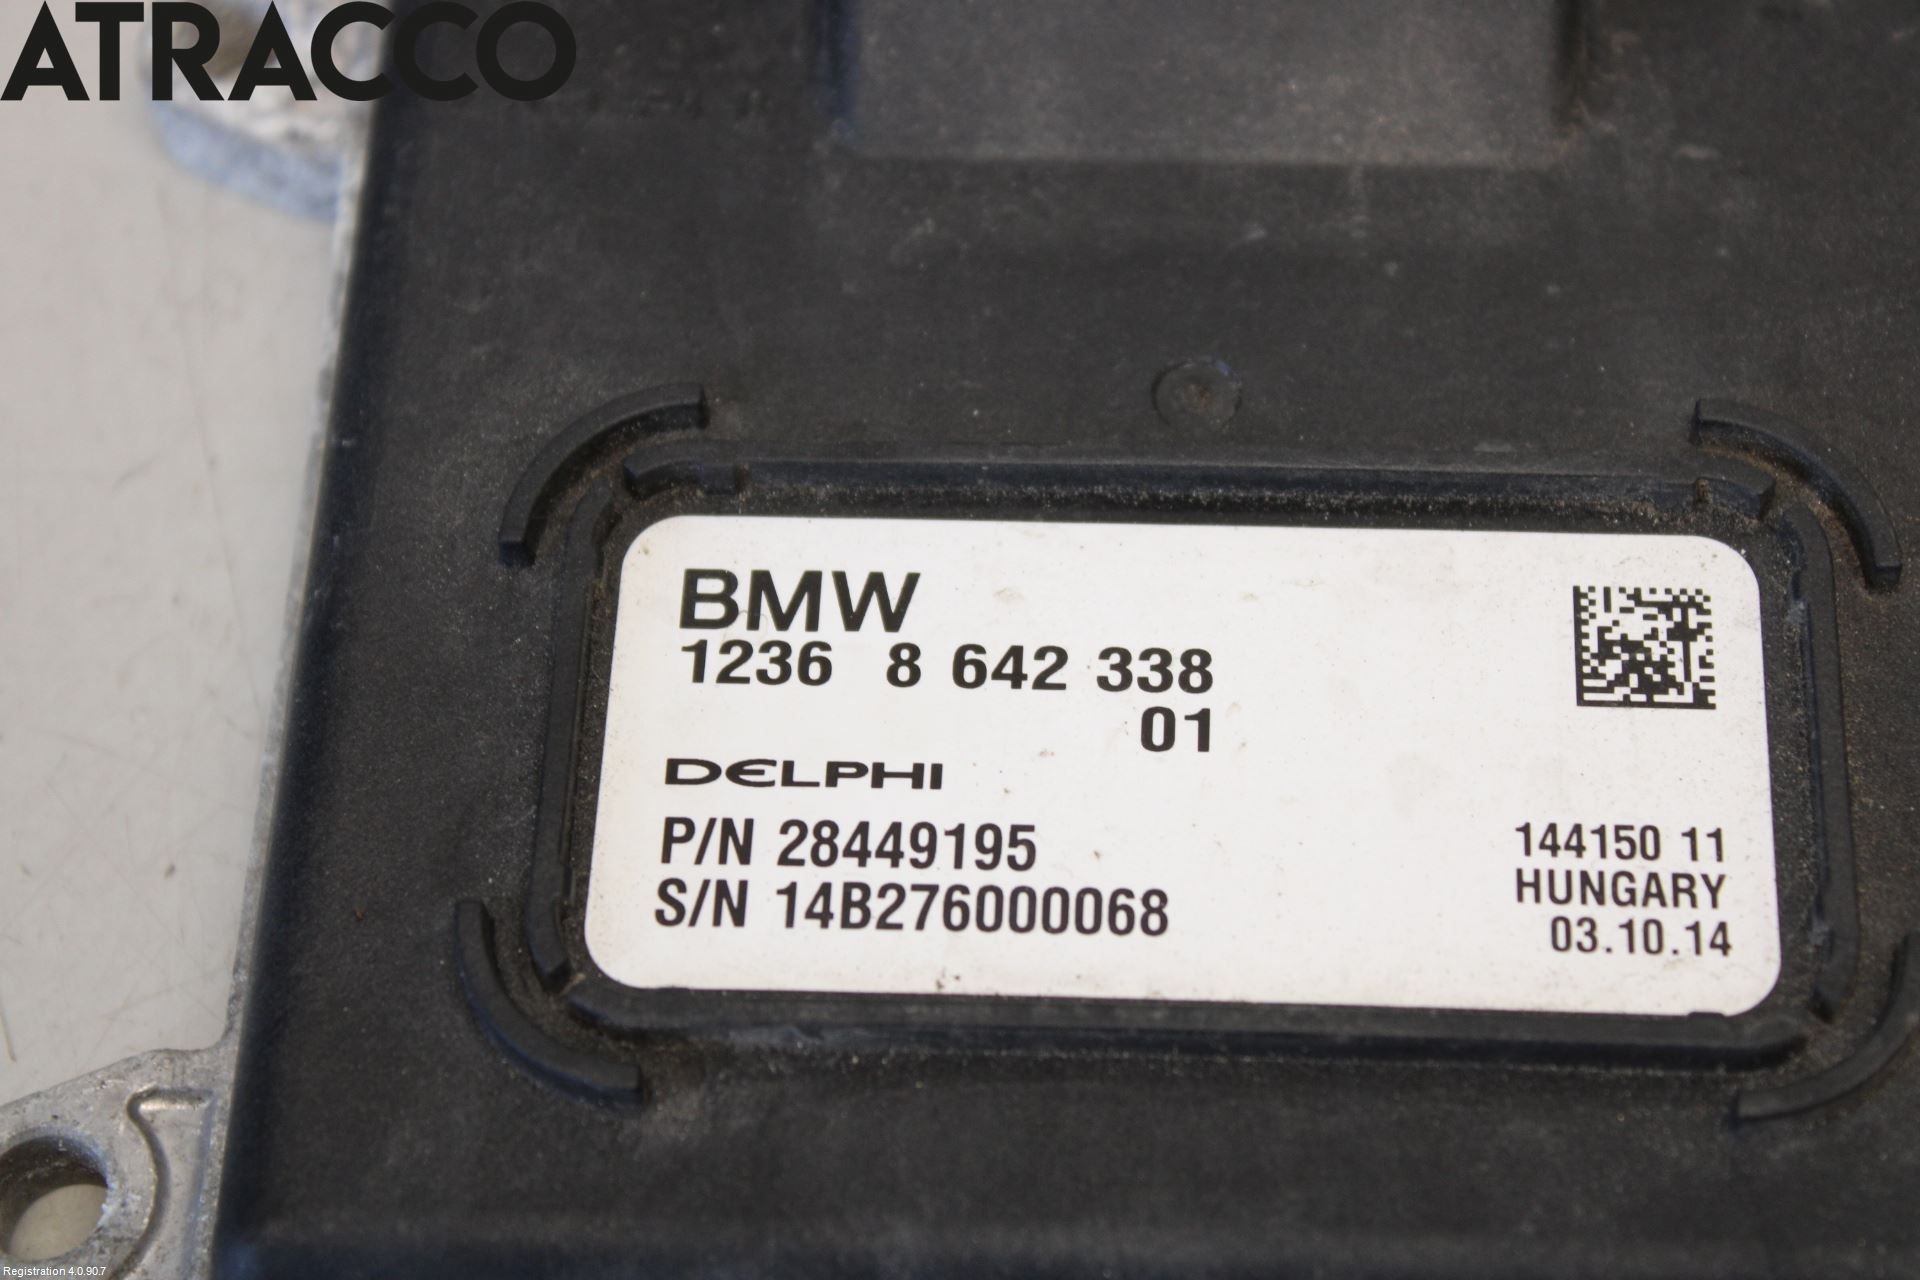 ATRACCO
BMW
1236 8 642 338
01
DELPHI
P/N 28449195
S/N 14B276000068
144150 11
HUNGARY
03.10.14
Registration 4.0.90.7